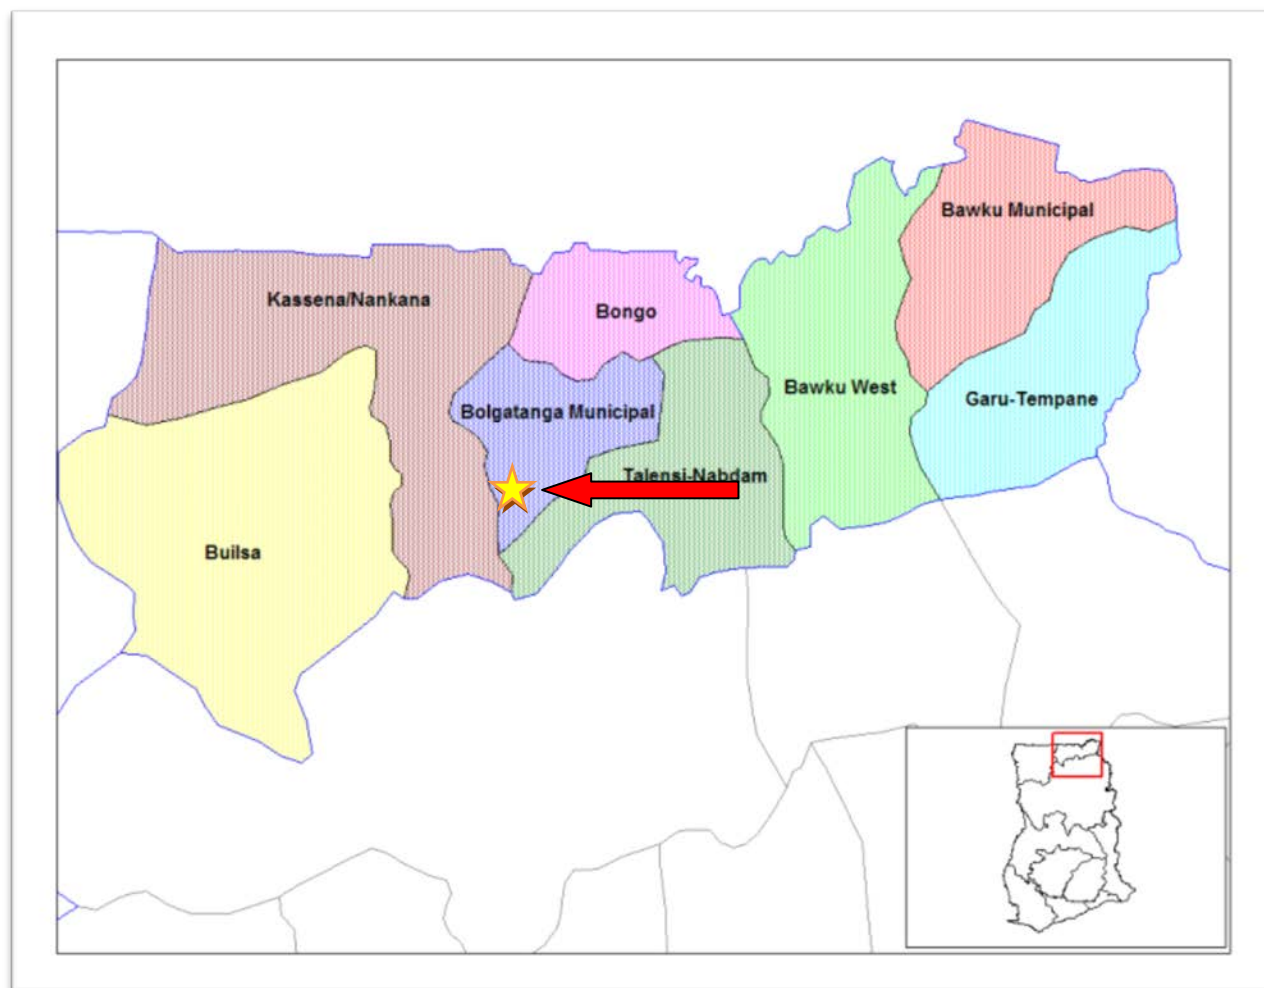 Bawku Municipal
Kassena/Nankana
Bongo
Bawku West
Garu-Tempane
Bolgatanga Municipal
Talensi-Nabdam
Builsa